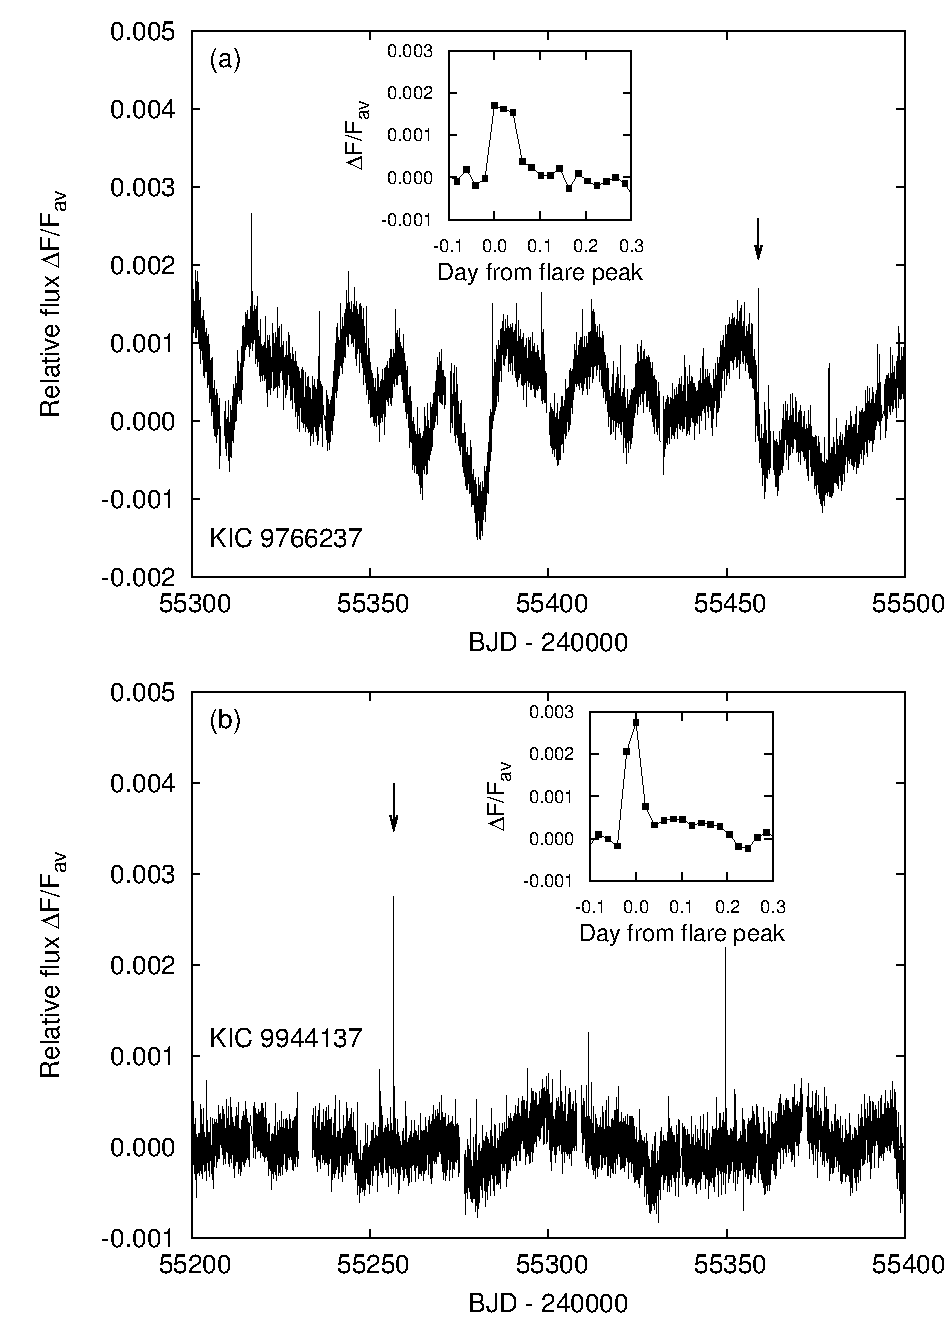 (a)
KIC 9766237
Relative flux ΔF/Fav
0.005
0.004
0.003
0.002
0.001
0.000
-0.001
-0.002
55300 55350 55400 55450 55500
BJD - 240000
ΔF/Fav
0.003
0.002
0.001
0.000
-0.001
-0.1 0.0 0.1 0.2 0.3
Day from flare peak
(b)
KIC 9944137
Relative flux ΔF/Fav
0.005
0.004
0.003
0.002
0.001
0.000
-0.001
55200 55250 55300 55350 55400
BJD - 240000
ΔF/Fav
0.003
0.002
0.001
0.000
-0.001
-0.1 0.0 0.1 0.2 0.3
Day from flare peak